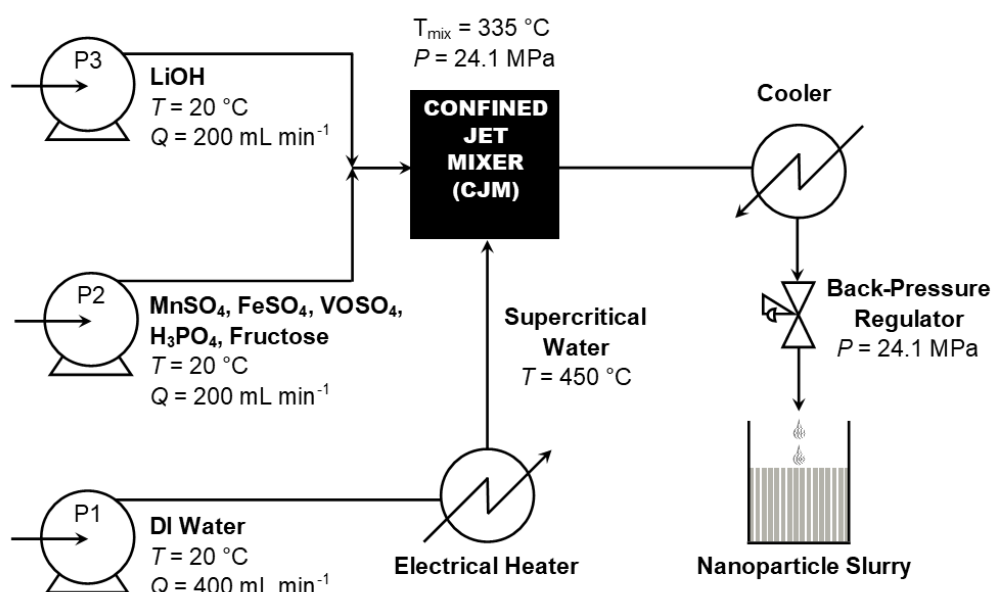 P3
LiOH
T = 20 °C
Q = 200 mL min⁻¹
T_mix = 335 °C
P = 24.1 MPa
CONFINED
JET
MIXER
(CJM)
Cooler
P2
MnSO₄, FeSO₄, VOSO₄,
H₃PO₄, Fructose
T = 20 °C
Q = 200 mL min⁻¹
Supercritical
Water
T = 450 °C
Back-Pressure
Regulator
P = 24.1 MPa
P1
DI Water
T = 20 °C
Q = 400 mL min⁻¹
Electrical Heater
Nanoparticle Slurry